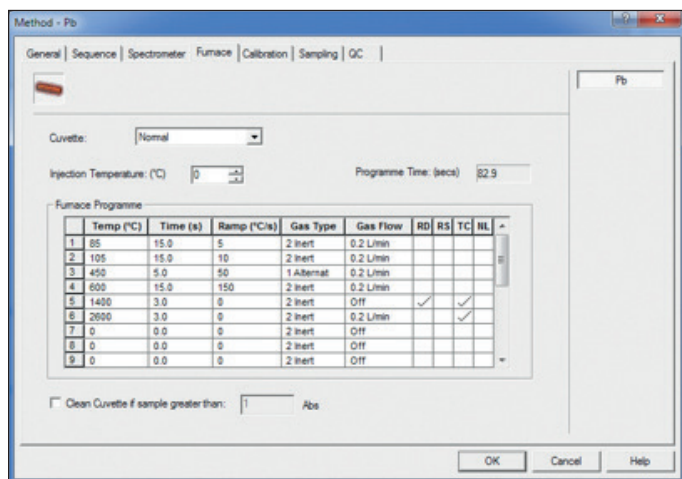 Method - Pb
General Sequence Spectrometer Furnace Calibration Sampling QC
Pb
Cuvette: Normal
Injection Temperature: (°C) 0 Programme Time: (secs) 82.9
Furnace Programme
Temp (°C) Time (s) Ramp (°C/s) Gas Type Gas Flow RD RS TC NL
1 85 15.0 5 2 Inert 0.2 L/min
2 105 15.0 10 2 Inert 0.2 L/min
3 450 5.0 50 1 Alternat 0.2 L/min
4 600 15.0 150 2 Inert 0.2 L/min
5 1400 3.0 0 2 Inert Off ✓ ✓
6 2600 3.0 0 2 Inert 0.2 L/min ✓
7 0 0.0 0 2 Inert Off
8 0 0.0 0 2 Inert Off
9 0 0.0 0 2 Inert Off
Clean Cuvette if sample greater than: 1 Abs
OK Cancel Help